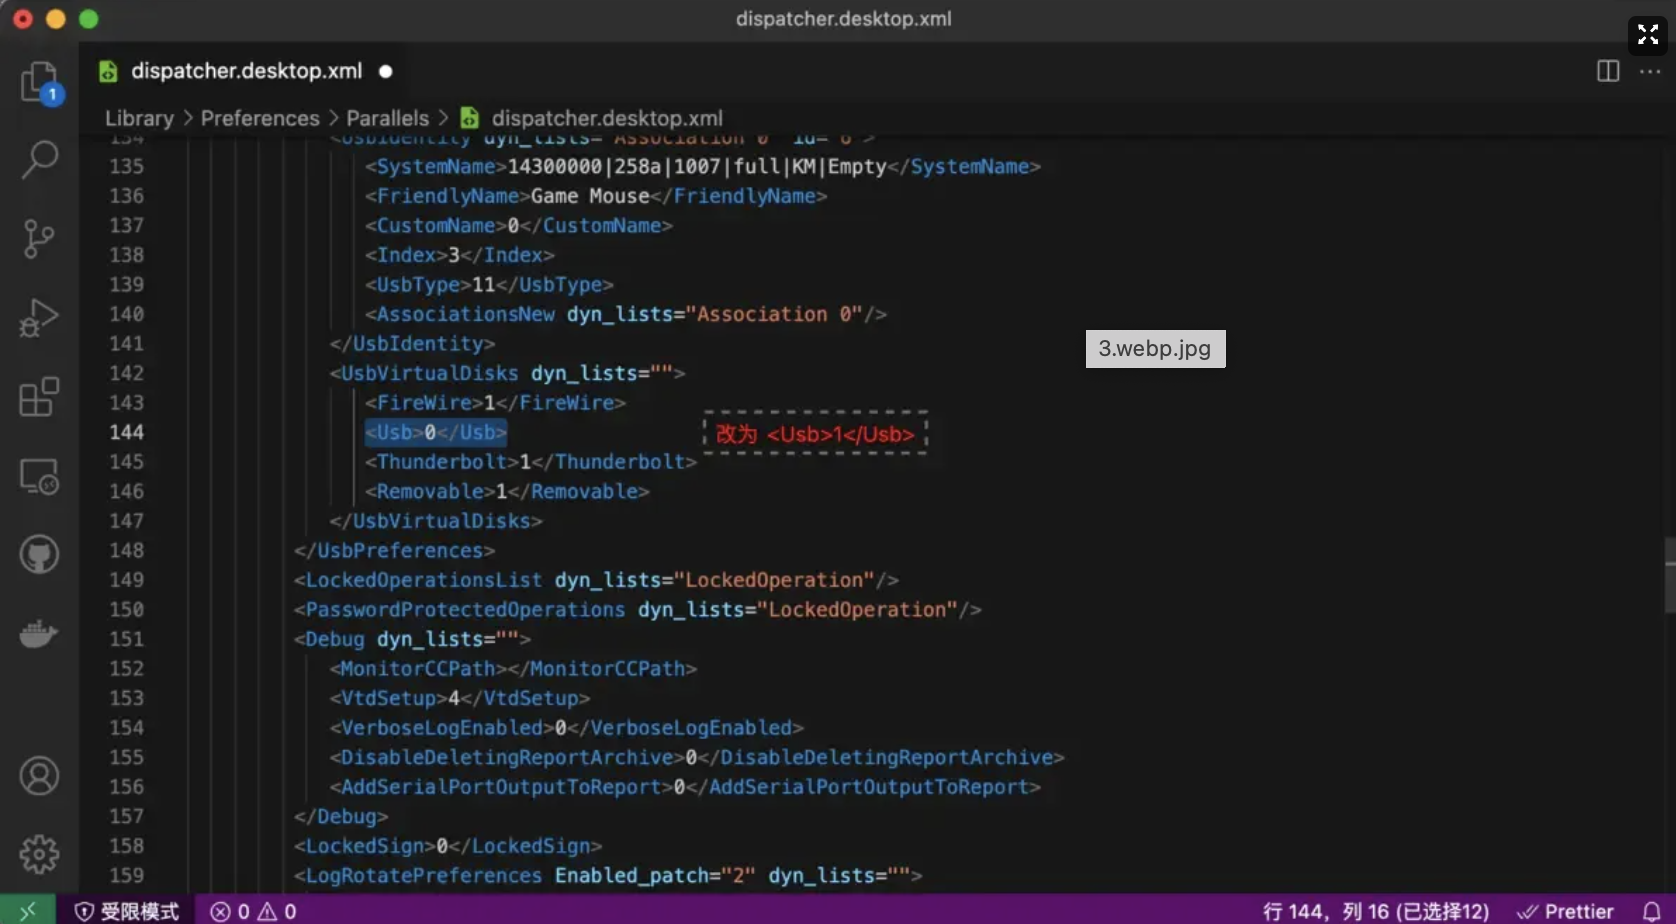 dispatcher.desktop.xml
dispatcher.desktop.xml
1
Library > Preferences > Parallels > dispatcher.desktop.xml
134 <UsbIdentity dyn_lists="Association 0" id="6">
135 <SystemName>14300000|258a|1007|full|KM|Empty</SystemName>
136 <FriendlyName>Game Mouse</FriendlyName>
137 <CustomName>0</CustomName>
138 <Index>3</Index>
139 <UsbType>11</UsbType>
140 <AssociationsNew dyn_lists="Association 0"/>
141 </UsbIdentity>
3.webp.jpg
142 <UsbVirtualDisks dyn_lists="">
143 <FireWire>1</FireWire>
144 <Usb>0</Usb> 改为 <Usb>1</Usb>
145 <Thunderbolt>1</Thunderbolt>
146 <Removable>1</Removable>
147 </UsbVirtualDisks>
148 </UsbPreferences>
149 <LockedOperationsList dyn_lists="LockedOperation"/>
150 <PasswordProtectedOperations dyn_lists="LockedOperation"/>
151 <Debug dyn_lists="">
152 <MonitorCCPath></MonitorCCPath>
153 <VtdSetup>4</VtdSetup>
154 <VerboseLogEnabled>0</VerboseLogEnabled>
155 <DisableDeletingReportArchive>0</DisableDeletingReportArchive>
156 <AddSerialPortOutputToReport>0</AddSerialPortOutputToReport>
157 </Debug>
158 <LockedSign>0</LockedSign>
159 <LogRotatePreferences Enabled_patch="2" dyn_lists="">
受限模式 0 0 行 144，列 16 (已选择12) Prettier